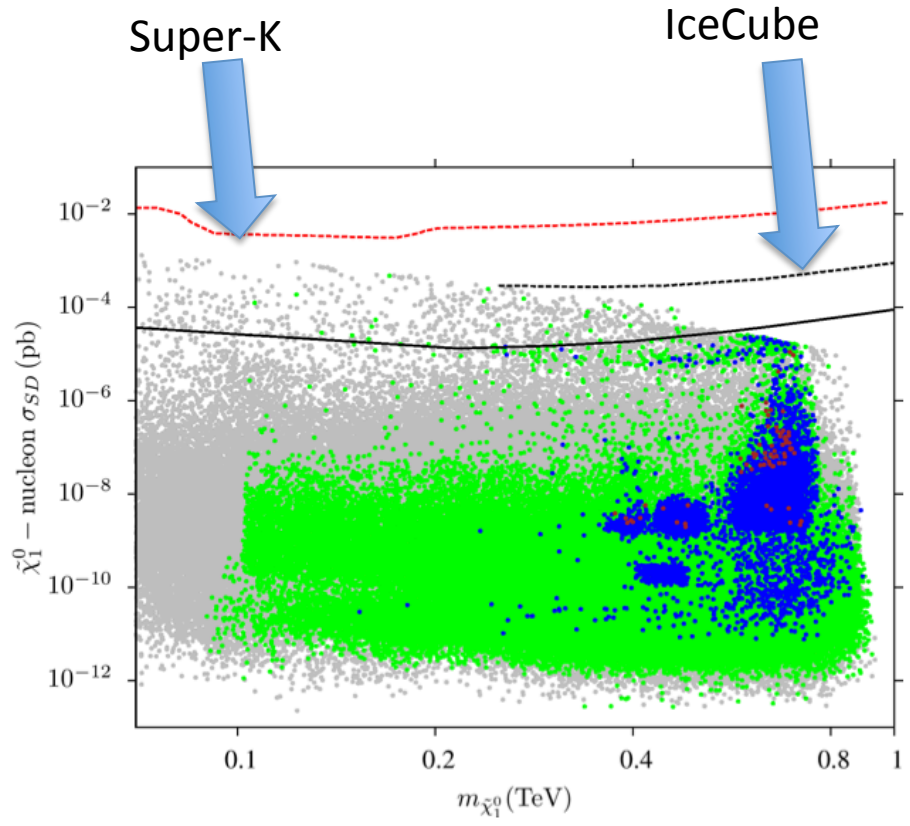 Super-K
IceCube
10⁻²
10⁻⁴
10⁻⁶
10⁻⁸
10⁻¹⁰
10⁻¹²
χ̃₁⁰ − nucleon σ_SD (pb)
0.1 0.2 0.4 0.8 1
m_χ̃₁⁰(TeV)